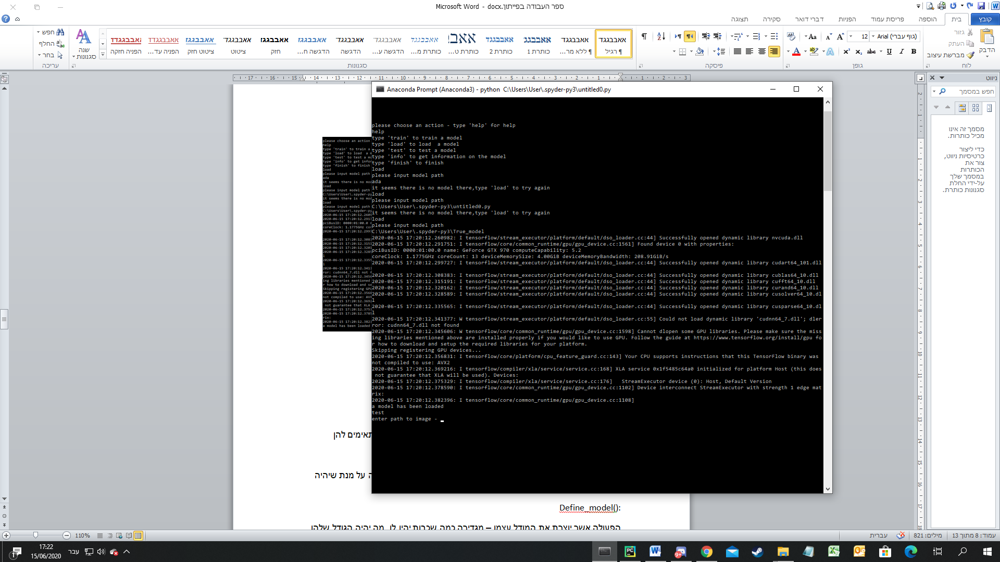 ספר העבודה בפייתון.docx - Microsoft Word
קובץ
בית
הוספה
פריסת עמוד
הפניות
דברי דואר
סקירה
תצוגה
הדבק
גזור
העתק
מברשת עיצוב
לוח
Arial (גוף עברי)
12
גופן
פיסקה
אאבבגגדד
¶ רגיל
אאבבגגדד
¶ ללא מר...
אאבבגגד
כותרת 1
אאבבגגדד
כותרת 2
אאב
כותרת ט...
אאבבגגדד
כותרת מ...
אאבבגגדד
הדגשה ע...
אאבבגגדד
הדגשה
אאבבגגדד
הדגשה ח...
אאבבגגדד
חזק
אאבבגגדד
ציטוט
אאבבגגדד
ציטוט חזק
אאבבגגדד
הפניה עד...
אאבבגגדד
הפניה חזקה
שנה סגנונות
סגנונות
חפש
החלף
בחר
עריכה
ניווט
חפש במסמך
מסמך זה אינו
מכיל כותרות.
כדי ליצור
כרטיסיות ניווט,
צור את
הכותרות
במסמך שלך
על-ידי החלת
סגנונות כותרת.
Anaconda Prompt (Anaconda3) - python C:\Users\User\.spyder-py3\untitled0.py
please choose an action - type 'help' for help
help
type 'train' to train a model
type 'load' to load  a model
type 'test' to test a model
type 'info' to get information on the model
type 'finish' to finish
load
please input model path
ada
it seems there is no model there,type 'load' to try again
load
please input model path
C:\Users\User\.spyder-py3\untitled0.py
it seems there is no model there,type 'load' to try again
load
please input model path
C:\Users\User\.spyder-py3\True_model
2020-06-15 17:20:12.260982: I tensorflow/stream_executor/platform/default/dso_loader.cc:44] Successfully opened dynamic library nvcuda.dll
2020-06-15 17:20:12.291751: I tensorflow/core/common_runtime/gpu/gpu_device.cc:1561] Found device 0 with properties:
pciBusID: 0000:01:00.0 name: GeForce GTX 970 computeCapability: 5.2
coreClock: 1.1775GHz coreCount: 13 deviceMemorySize: 4.00GiB deviceMemoryBandwidth: 208.91GiB/s
2020-06-15 17:20:12.299727: I tensorflow/stream_executor/platform/default/dso_loader.cc:44] Successfully opened dynamic library cudart64_101.dll
2020-06-15 17:20:12.308383: I tensorflow/stream_executor/platform/default/dso_loader.cc:44] Successfully opened dynamic library cublas64_10.dll
2020-06-15 17:20:12.315191: I tensorflow/stream_executor/platform/default/dso_loader.cc:44] Successfully opened dynamic library cufft64_10.dll
2020-06-15 17:20:12.320162: I tensorflow/stream_executor/platform/default/dso_loader.cc:44] Successfully opened dynamic library curand64_10.dll
2020-06-15 17:20:12.328589: I tensorflow/stream_executor/platform/default/dso_loader.cc:44] Successfully opened dynamic library cusolver64_10.dl
l
2020-06-15 17:20:12.335565: I tensorflow/stream_executor/platform/default/dso_loader.cc:44] Successfully opened dynamic library cusparse64_10.dl
l
2020-06-15 17:20:12.341377: W tensorflow/stream_executor/platform/default/dso_loader.cc:55] Could not load dynamic library 'cudnn64_7.dll'; dler
ror: cudnn64_7.dll not found
2020-06-15 17:20:12.345606: W tensorflow/core/common_runtime/gpu/gpu_device.cc:1598] Cannot dlopen some GPU libraries. Please make sure the miss
ing libraries mentioned above are installed properly if you would like to use GPU. Follow the guide at https://www.tensorflow.org/install/gpu fo
r how to download and setup the required libraries for your platform.
Skipping registering GPU devices...
2020-06-15 17:20:12.356831: I tensorflow/core/platform/cpu_feature_guard.cc:143] Your CPU supports instructions that this TensorFlow binary was
not compiled to use: AVX2
2020-06-15 17:20:12.369216: I tensorflow/compiler/xla/service/service.cc:168] XLA service 0x1f5485c64a0 initialized for platform Host (this does
 not guarantee that XLA will be used). Devices:
2020-06-15 17:20:12.375329: I tensorflow/compiler/xla/service/service.cc:176]   StreamExecutor device (0): Host, Default Version
2020-06-15 17:20:12.378590: I tensorflow/core/common_runtime/gpu/gpu_device.cc:1102] Device interconnect StreamExecutor with strength 1 edge mat
rix:
2020-06-15 17:20:12.382396: I tensorflow/core/common_runtime/gpu/gpu_device.cc:1108]
a model has been loaded
test
enter path to image -
תאימים להן
ה על מנת שיהיה
Define_model():
הפעולה אשר יוצרת את המודל עצמו – מגדירה כמה שכבות יהיו לו, מה יהיה הגודל שלהן
עמוד: 8 מתוך 13
מילים: 821
עברית
110%
17:22
15/06/2020
עבר